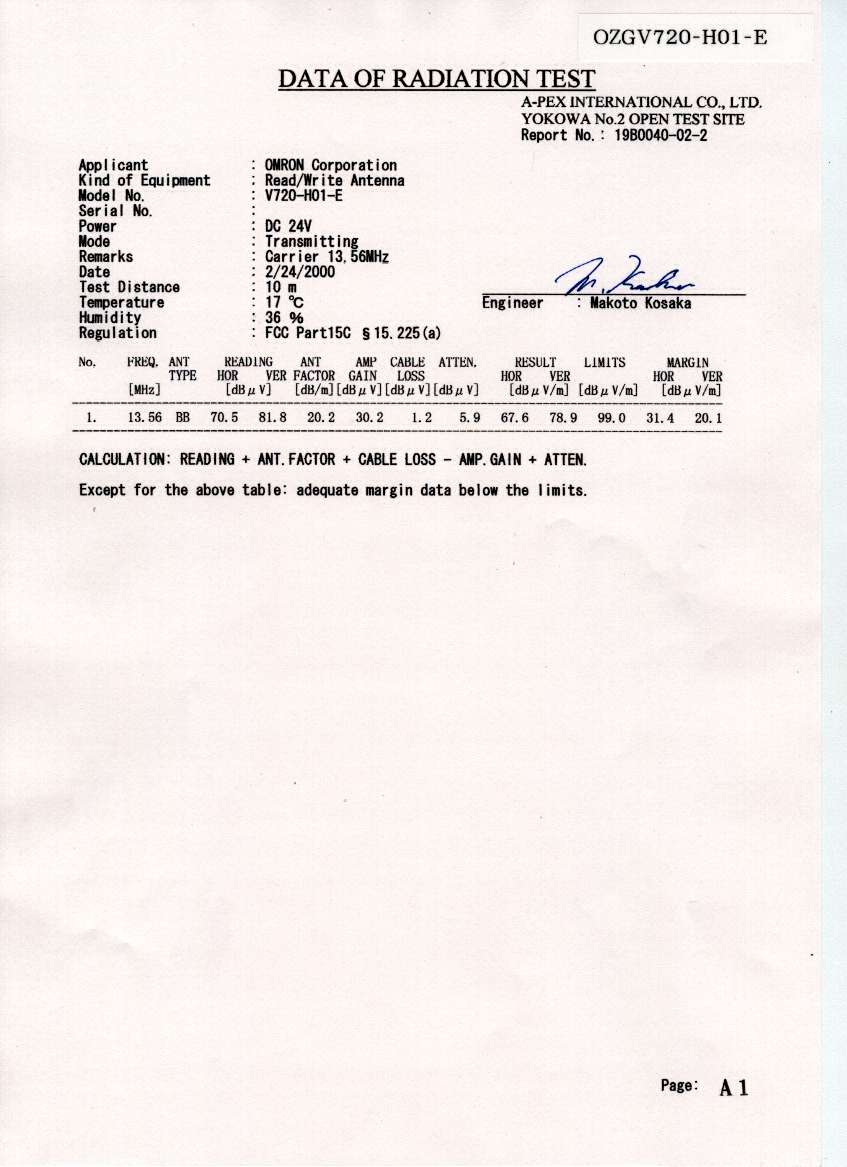 OZGV720-H01-E
DATA OF RADIATION TEST
A-PEX INTERNATIONAL CO., LTD.
YOKOWA No.2 OPEN TEST SITE
Report No. : 19B0040-02-2
Applicant : OMRON Corporation
Kind of Equipment : Read/Write Antenna
Model No. : V720-H01-E
Serial No. :
Power : DC 24V
Mode : Transmitting
Remarks : Carrier 13.56MHz
Date : 2/24/2000
Test Distance : 10 m
Temperature : 17 ℃
Humidity : 36 %
Regulation : FCC Part15C §15.225(a)
M. Kosaka
Engineer : Makoto Kosaka
No. FREQ. ANT READING ANT AMP CABLE ATTEN. RESULT LIMITS MARGIN
TYPE HOR VER FACTOR GAIN LOSS HOR VER HOR VER
[MHz] [dBμV] [dB/m] [dBμV] [dBμV] [dBμV] [dBμV/m] [dBμV/m] [dBμV/m]
1. 13.56 BB 70.5 81.8 20.2 30.2 1.2 5.9 67.6 78.9 99.0 31.4 20.1
CALCULATION: READING + ANT.FACTOR + CABLE LOSS - AMP.GAIN + ATTEN.
Except for the above table: adequate margin data below the limits.
Page: A 1